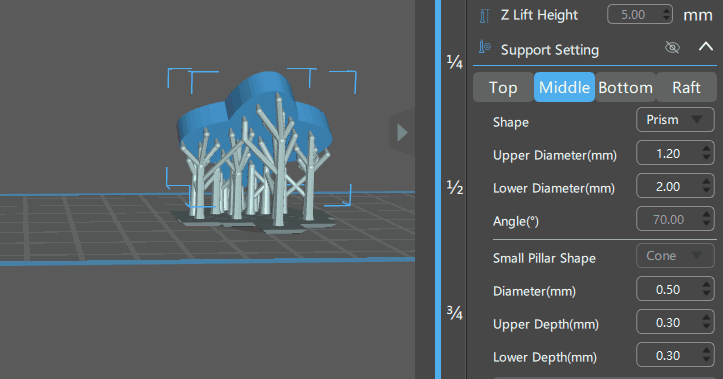 Z Lift Height 5.00 mm
Support Setting
¼
Top Middle Bottom Raft
Shape Prism
Upper Diameter(mm) 1.20
½
Lower Diameter(mm) 2.00
Angle(°) 70.00
Small Pillar Shape Cone
Diameter(mm) 0.50
¾
Upper Depth(mm) 0.30
Lower Depth(mm) 0.30